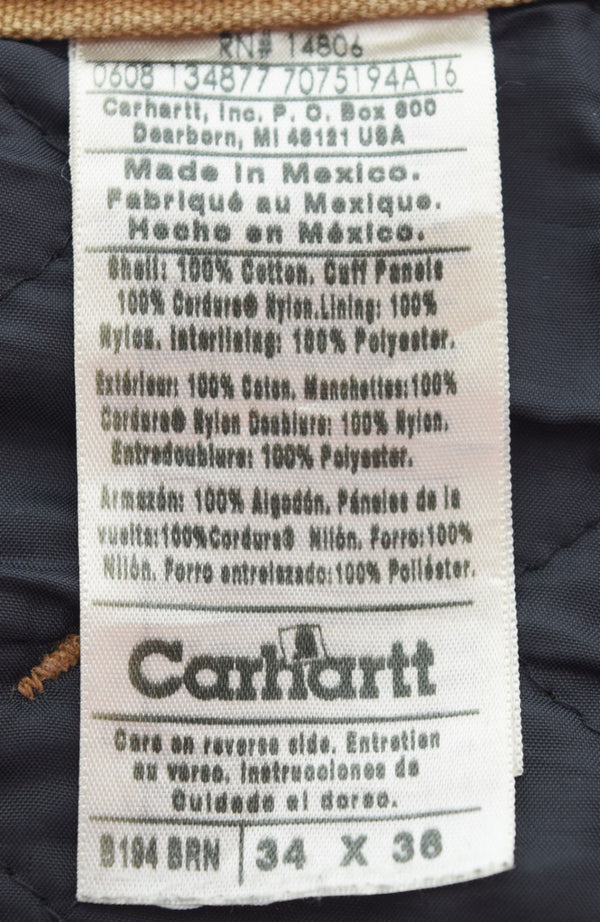 RN# 14806
0608 134877 7075194A 16
Carhartt, Inc. P. O. Box 600
Dearborn, MI 48121 USA
Made in Mexico.
Fabriqué au Mexique.
Hecho en México.
Shell: 100% Cotton. Cuff Panels
100% Cordura® Nylon. Lining: 100%
Nylon. Interlining: 100% Polyester.
Extérieur: 100% Coton. Manchettes: 100%
Cordura® Nylon Doublure: 100% Nylon.
Entredoublure: 100% Polyester.
Armazón: 100% Algodón. Páneles de la
vuelta:100%Cordura® Nilón. Forro:100%
Nilón. Forro entrelazado:100% Poliéster.
Carhartt
Care on reverse side. Entretien
au verso. Instrucciones de
Cuidado al dorso.
B194 BRN 34 X 36